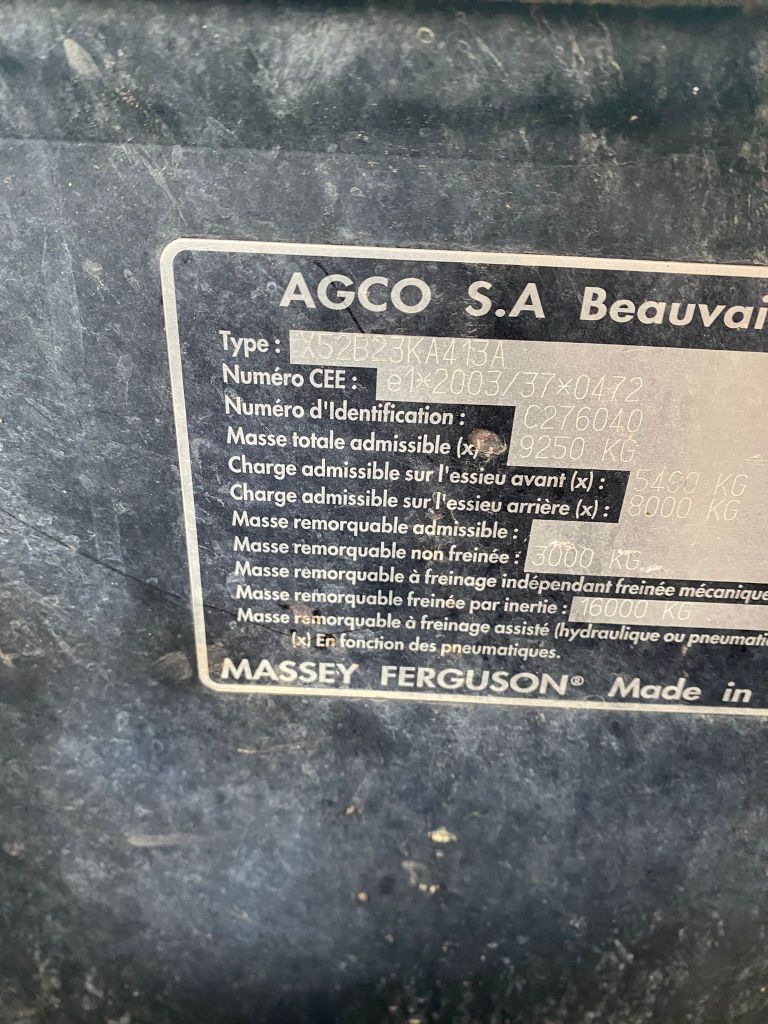 AGCO S.A Beauvai
Type : X52B23KA413A
Numéro CEE : e1*2003/37*0472
Numéro d'Identification : C276040
Masse totale admissible (x) : 9250 KG
Charge admissible sur l'essieu avant (x) : 5400 KG
Charge admissible sur l'essieu arrière (x) : 8000 KG
Masse remorquable admissible :
Masse remorquable non freinée : 3000 KG
Masse remorquable à freinage indépendant freinée mécanique
Masse remorquable freinée par inertie : 16000 KG
Masse remorquable à freinage assisté (hydraulique ou pneumati
(x) En fonction des pneumatiques.
MASSEY FERGUSON® Made in